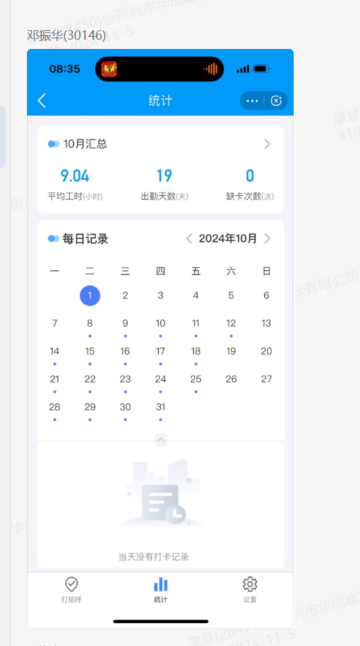 邓振华(30146)
08:35
统计
10月汇总
9.04 19 0
平均工时(小时) 出勤天数(天) 缺卡次数(次)
每日记录 2024年10月
一 二 三 四 五 六 日
1 2 3 4 5 6
7 8 9 10 11 12 13
14 15 16 17 18 19 20
21 22 23 24 25 26 27
28 29 30 31
当天没有打卡记录
打招呼 统计 设置